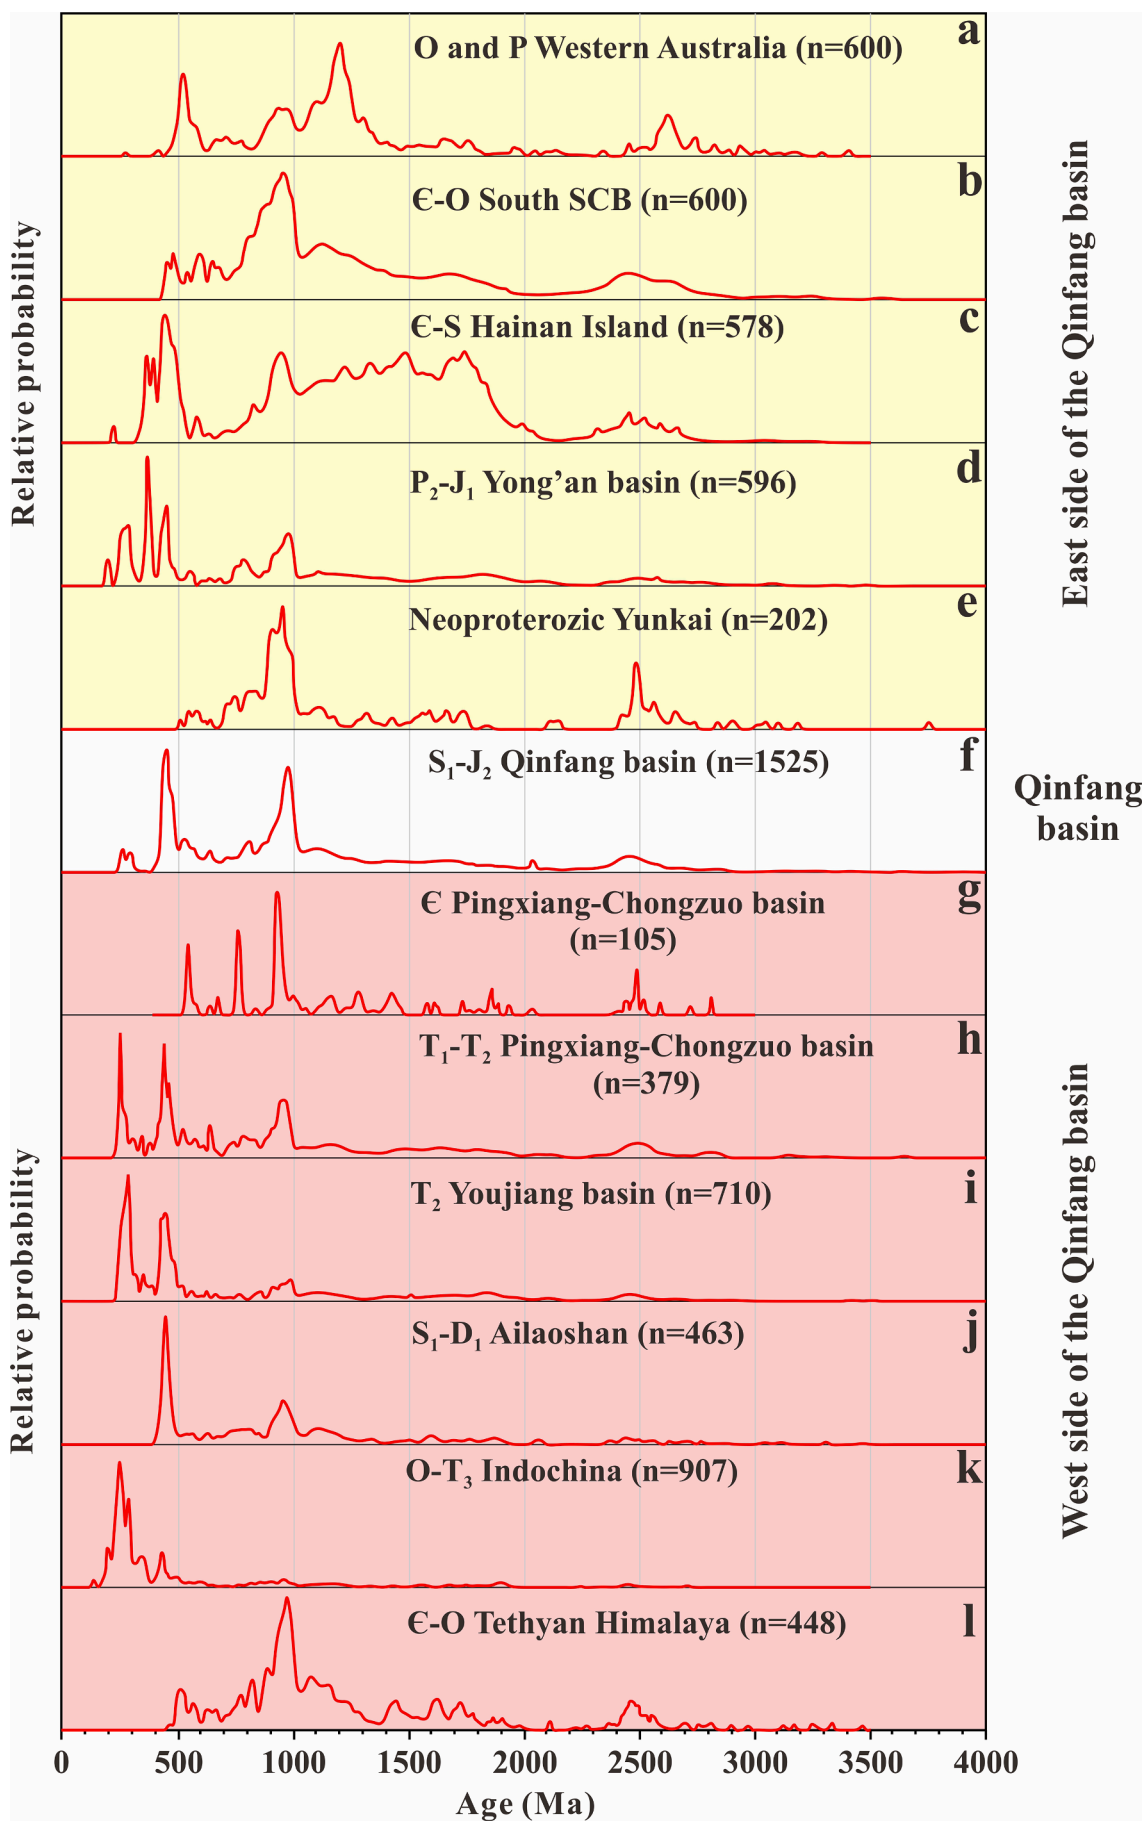 a
O and P Western Australia (n=600)
b
Є-O South SCB (n=600)
c
Є-S Hainan Island (n=578)
d
P₂-J₁ Yong’an basin (n=596)
e
Neoproterozic Yunkai (n=202)
Relative probability
East side of the Qinfang basin
f
S₁-J₂ Qinfang basin (n=1525)
Qinfang
basin
g
Є Pingxiang-Chongzuo basin
(n=105)
h
T₁-T₂ Pingxiang-Chongzuo basin
(n=379)
i
T₂ Youjiang basin (n=710)
j
S₁-D₁ Ailaoshan (n=463)
k
O-T₃ Indochina (n=907)
l
Є-O Tethyan Himalaya (n=448)
Relative probability
West side of the Qinfang basin
0 500 1000 1500 2000 2500 3000 3500 4000
Age (Ma)